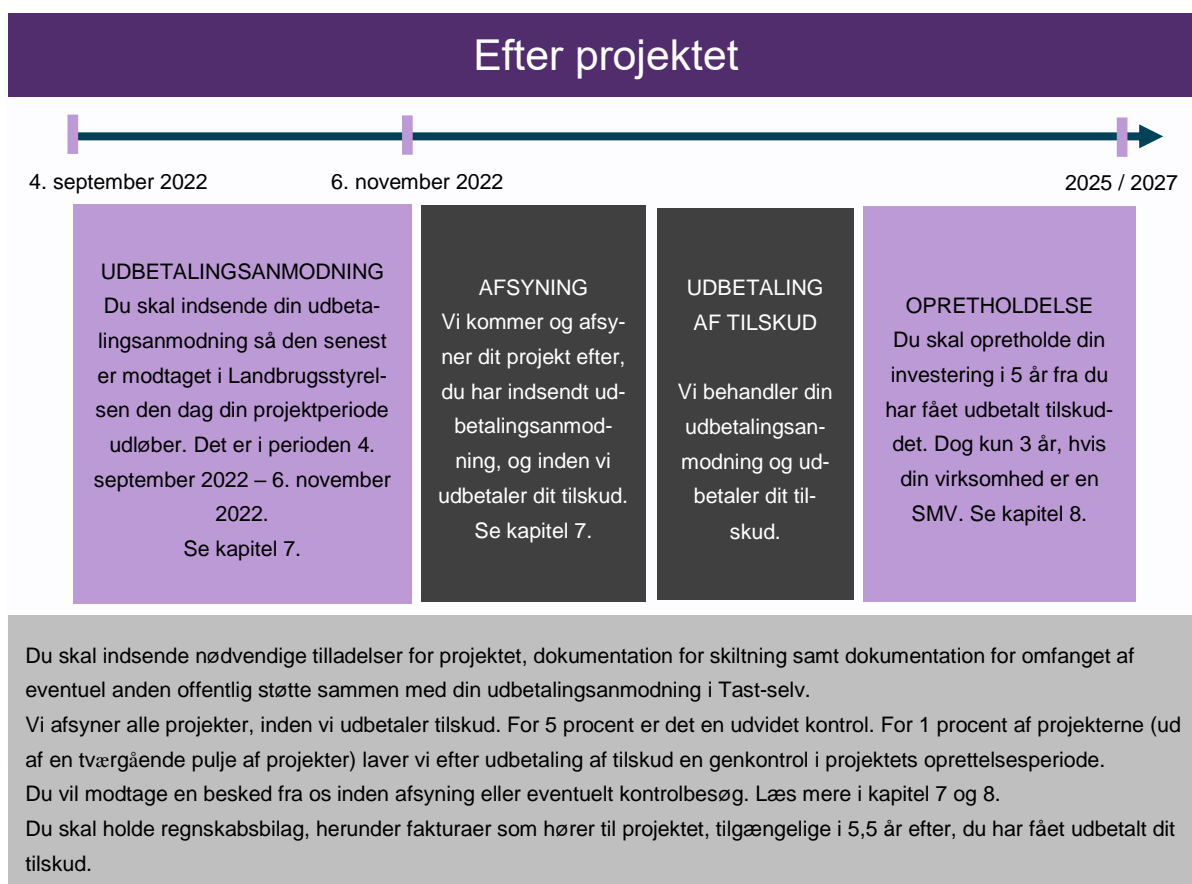 Efter projektet
4. september 2022
6. november 2022
2025 / 2027
UDBETALINGSANMODNING
Du skal indsende din udbeta-
lingsanmodning så den senest
er modtaget i Landbrugsstyrel-
sen den dag din projektperiode
udløber. Det er i perioden 4.
september 2022 – 6. november
2022.
Se kapitel 7.
AFSYNING
Vi kommer og afsy-
ner dit projekt efter,
du har indsendt ud-
betalingsanmod-
ning, og inden vi
udbetaler dit tilskud.
Se kapitel 7.
UDBETALING
AF TILSKUD
Vi behandler din
udbetalingsan-
modning og ud-
betaler dit til-
skud.
OPRETHOLDELSE
Du skal opretholde din
investering i 5 år fra du
har fået udbetalt tilskud-
det. Dog kun 3 år, hvis
din virksomhed er en
SMV. Se kapitel 8.
Du skal indsende nødvendige tilladelser for projektet, dokumentation for skiltning samt dokumentation for omfanget af
eventuel anden offentlig støtte sammen med din udbetalingsanmodning i Tast-selv.
Vi afsyner alle projekter, inden vi udbetaler tilskud. For 5 procent er det en udvidet kontrol. For 1 procent af projekterne (ud
af en tværgående pulje af projekter) laver vi efter udbetaling af tilskud en genkontrol i projektets oprettelsesperiode.
Du vil modtage en besked fra os inden afsyning eller eventuelt kontrolbesøg. Læs mere i kapitel 7 og 8.
Du skal holde regnskabsbilag, herunder fakturaer som hører til projektet, tilgængelige i 5,5 år efter, du har fået udbetalt dit
tilskud.